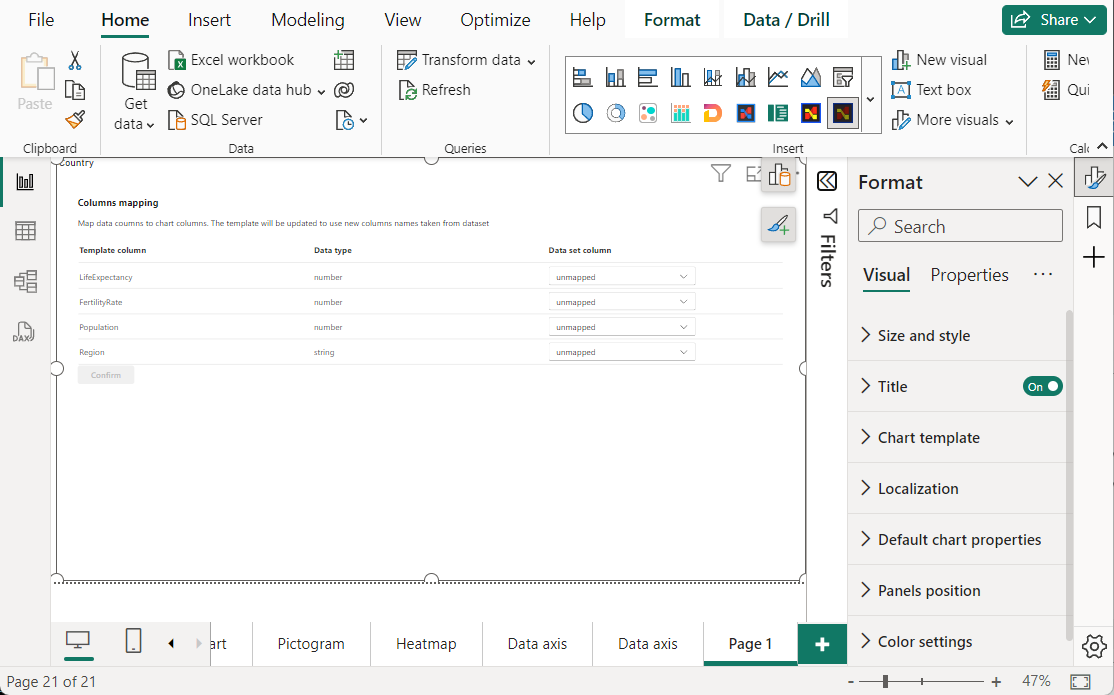 File Home Insert Modeling View Optimize Help Format Data / Drill Share
Paste
Get data
Excel workbook
OneLake data hub
SQL Server
Transform data
Refresh
New visual
Text box
More visuals
Clipboard Data Queries Insert
Country
Columns mapping
Map data coumns to chart columns. The template will be updated to use new columns names taken from dataset
Template column Data type Data set column
LifeExpectancy number unmapped
FertilityRate number unmapped
Population number unmapped
Region string unmapped
Confirm
Filters
Format
Search
Visual Properties ...
Size and style
Title On
Chart template
Localization
Default chart properties
Panels position
Color settings
DAX
art Pictogram Heatmap Data axis Data axis Page 1 +
Page 21 of 21
- + 47%